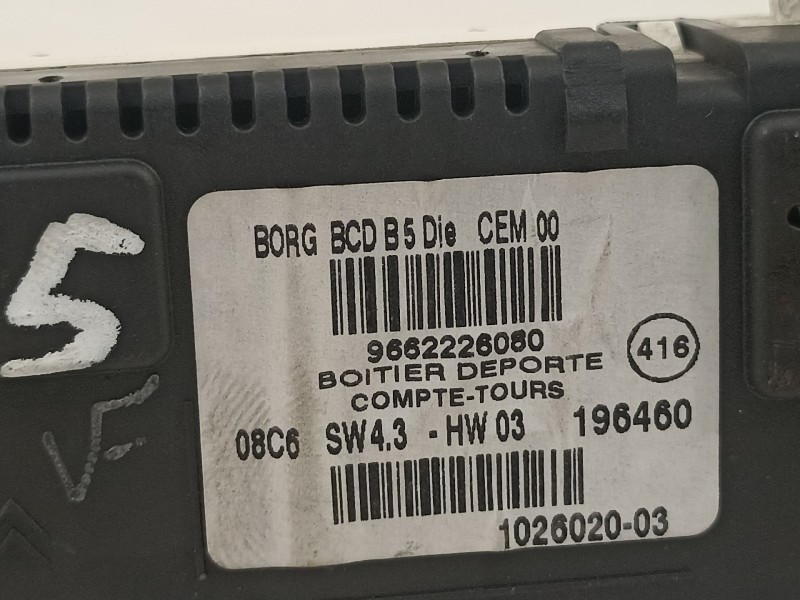 BORG BCD B5 Die CEM 00
9662226080
BOITIER DEPORTE
COMPTE-TOURS
416
08C6 SW4.3 - HW 03 196460
1026020-03
5